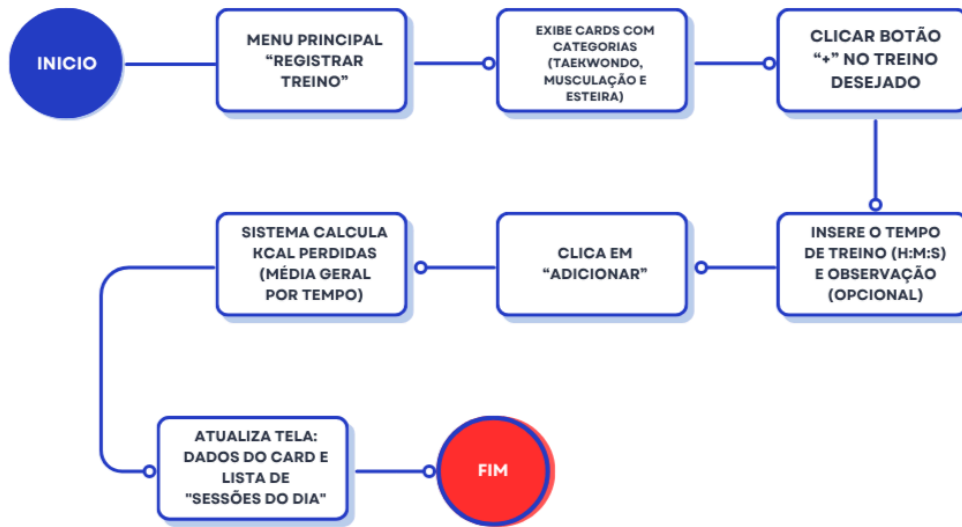 INICIO
MENU PRINCIPAL
“REGISTRAR
TREINO”
EXIBE CARDS COM
CATEGORIAS
(TAEKWONDO,
MUSCULAÇÃO E
ESTEIRA)
CLICAR BOTÃO
“+” NO TREINO
DESEJADO
INSERE O TEMPO
DE TREINO (H:M:S)
E OBSERVAÇÃO
(OPCIONAL)
CLICA EM
“ADICIONAR”
SISTEMA CALCULA
KCAL PERDIDAS
(MÉDIA GERAL
POR TEMPO)
ATUALIZA TELA:
DADOS DO CARD E
LISTA DE
"SESSÕES DO DIA"
FIM